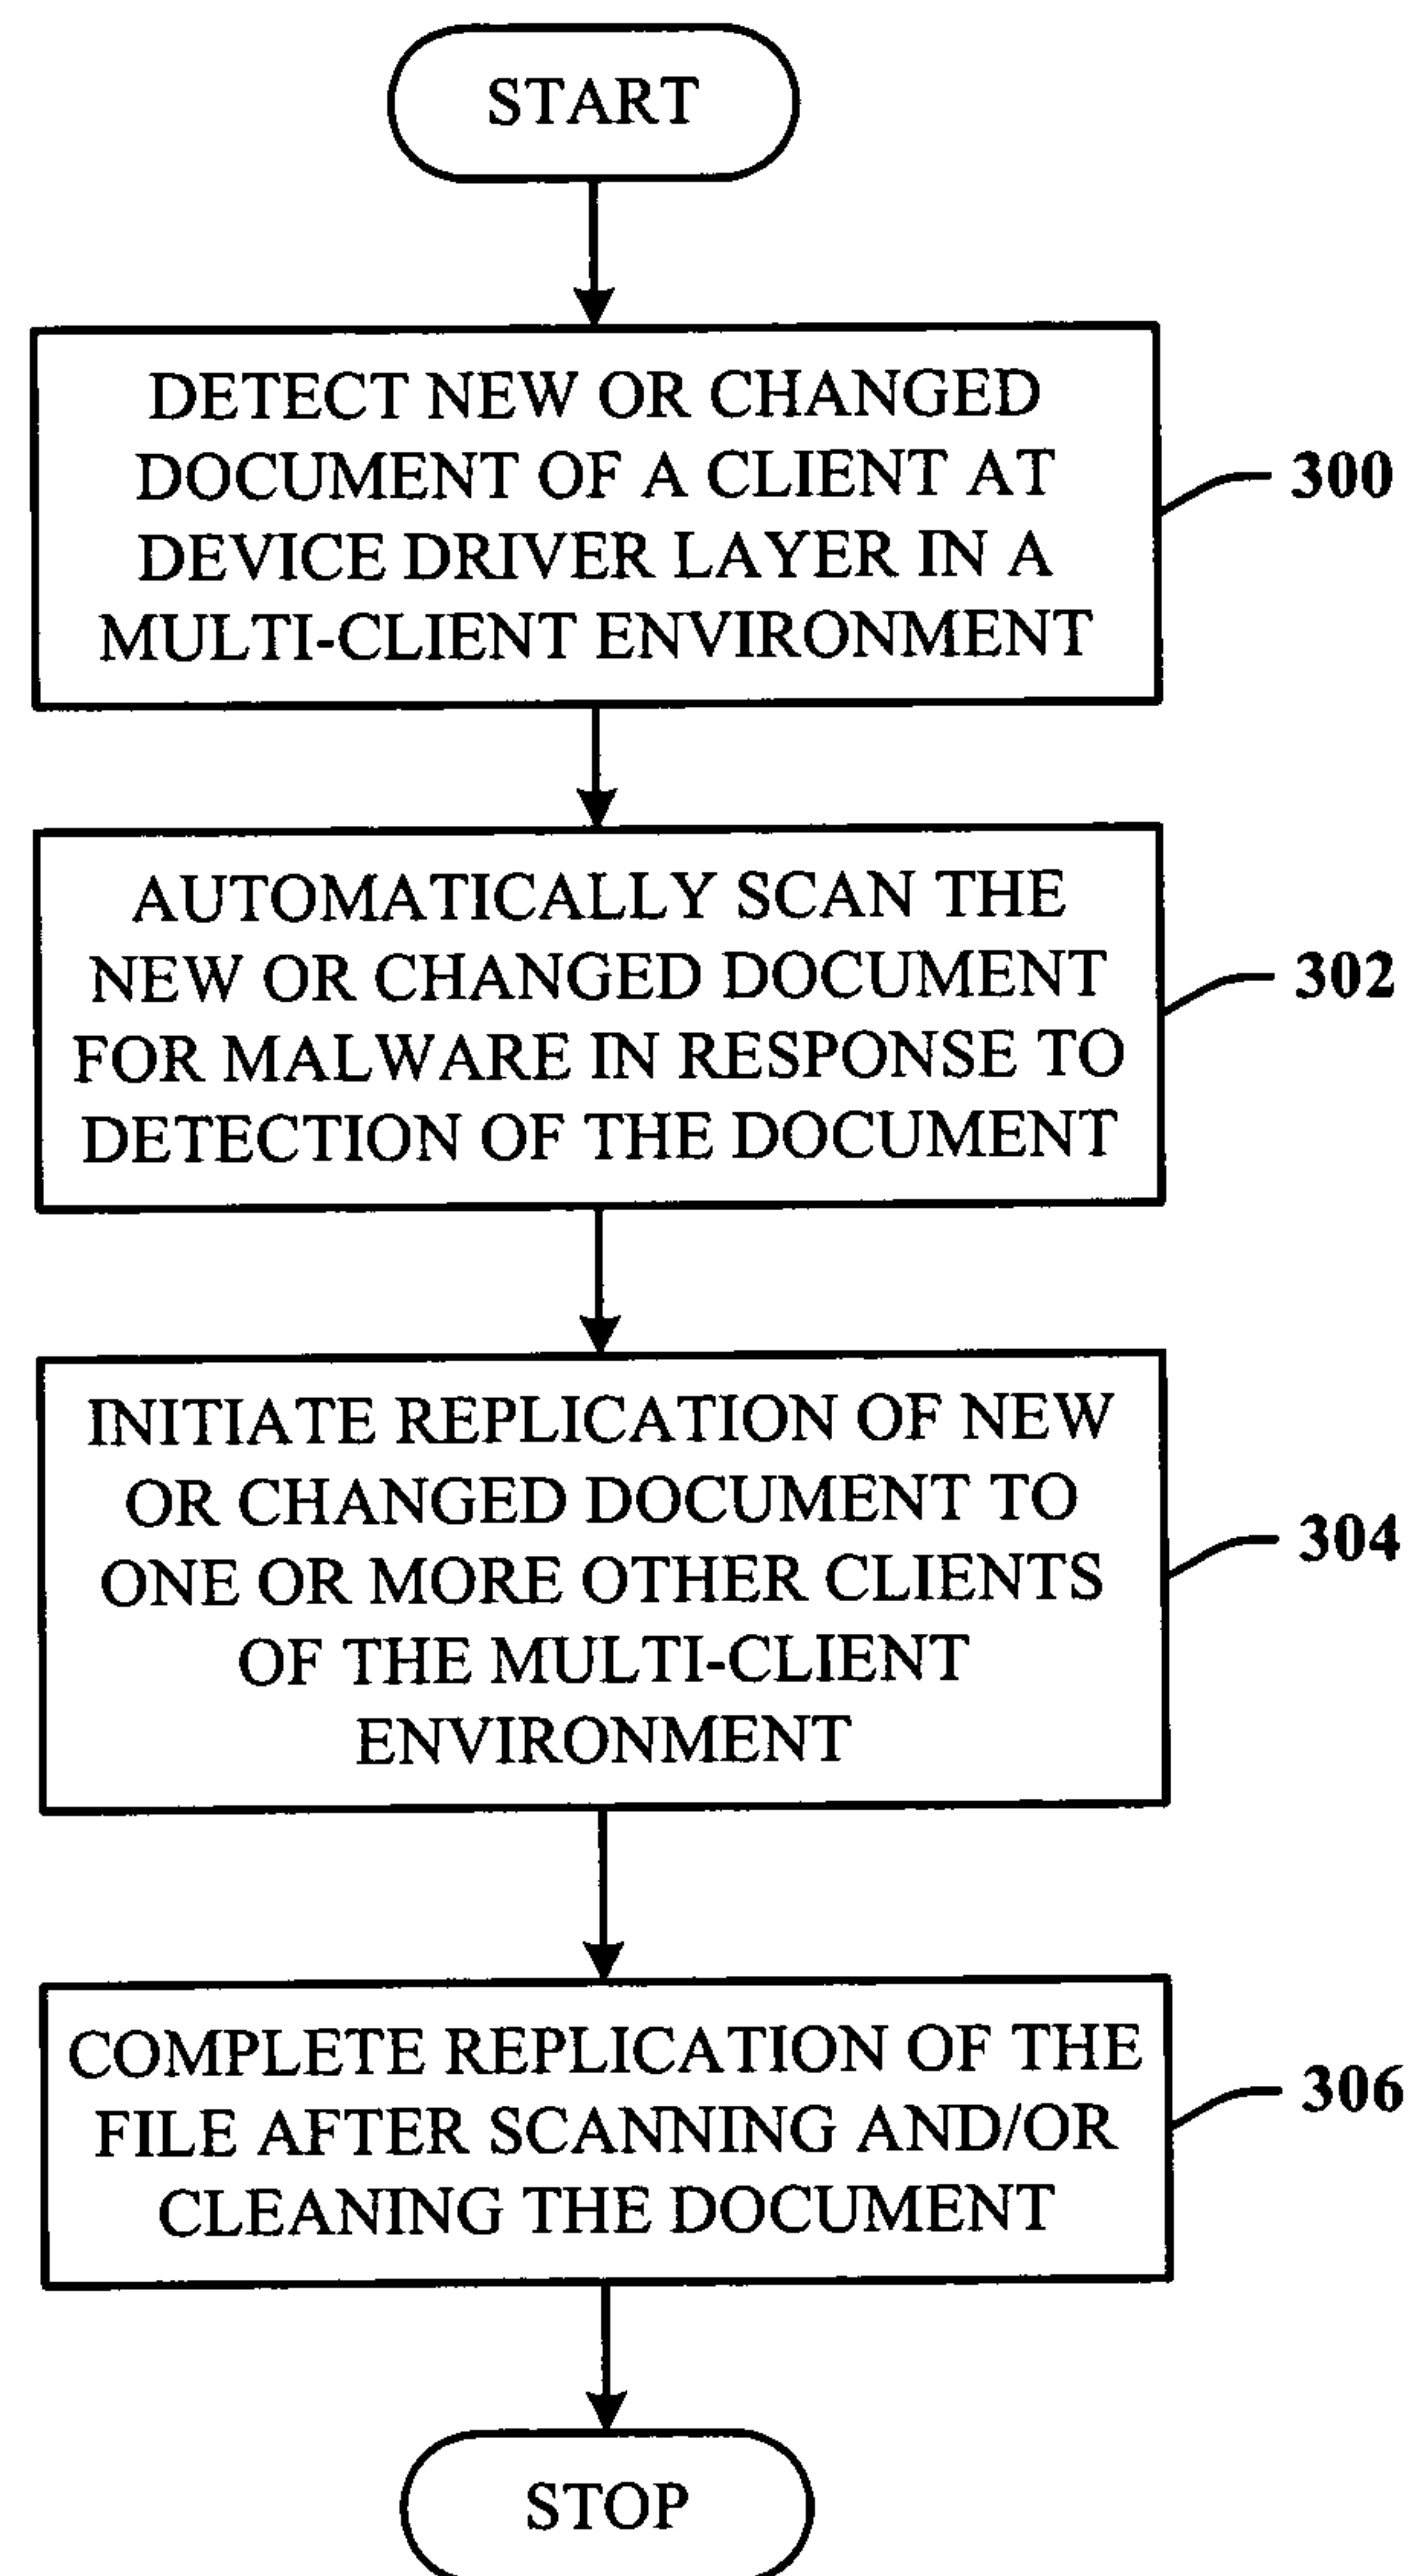 START
DETECT NEW OR CHANGED
DOCUMENT OF A CLIENT AT
DEVICE DRIVER LAYER IN A
MULTI-CLIENT ENVIRONMENT
300
AUTOMATICALLY SCAN THE
NEW OR CHANGED DOCUMENT
FOR MALWARE IN RESPONSE TO
DETECTION OF THE DOCUMENT
302
INITIATE REPLICATION OF NEW
OR CHANGED DOCUMENT TO
ONE OR MORE OTHER CLIENTS
OF THE MULTI-CLIENT
ENVIRONMENT
304
COMPLETE REPLICATION OF THE
FILE AFTER SCANNING AND/OR
CLEANING THE DOCUMENT
306
STOP